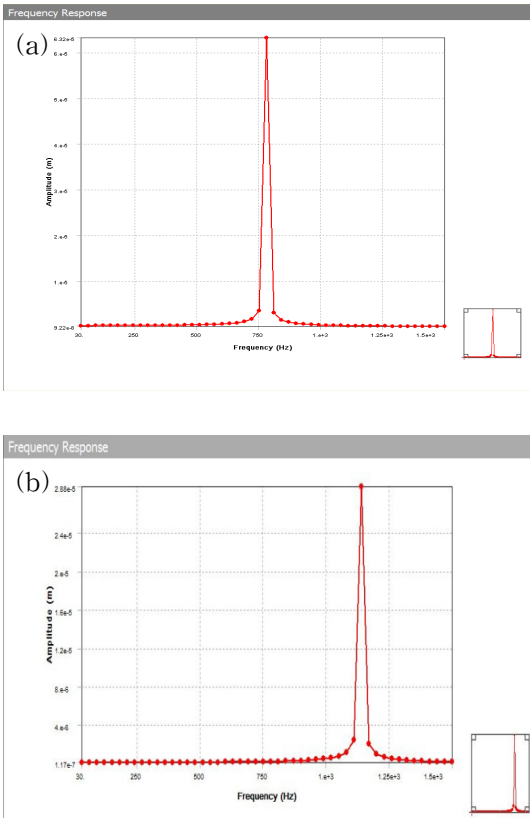 Frequency Response
(a)
6.32e-6
6.e-6
5.e-6
4.e-6
3.e-6
2.e-6
1.e-6
9.22e-8
Amplitude (m)
30. 250 500 750 1.e+3 1.25e+3 1.5e+3
Frequency (Hz)
Frequency Response
(b)
2.88e-5
2.4e-5
2.e-5
1.6e-5
1.2e-5
8.e-6
4.e-6
1.17e-7
Amplitude (m)
30. 250 500 750 1.e+3 1.25e+3 1.5e+3
Frequency (Hz)